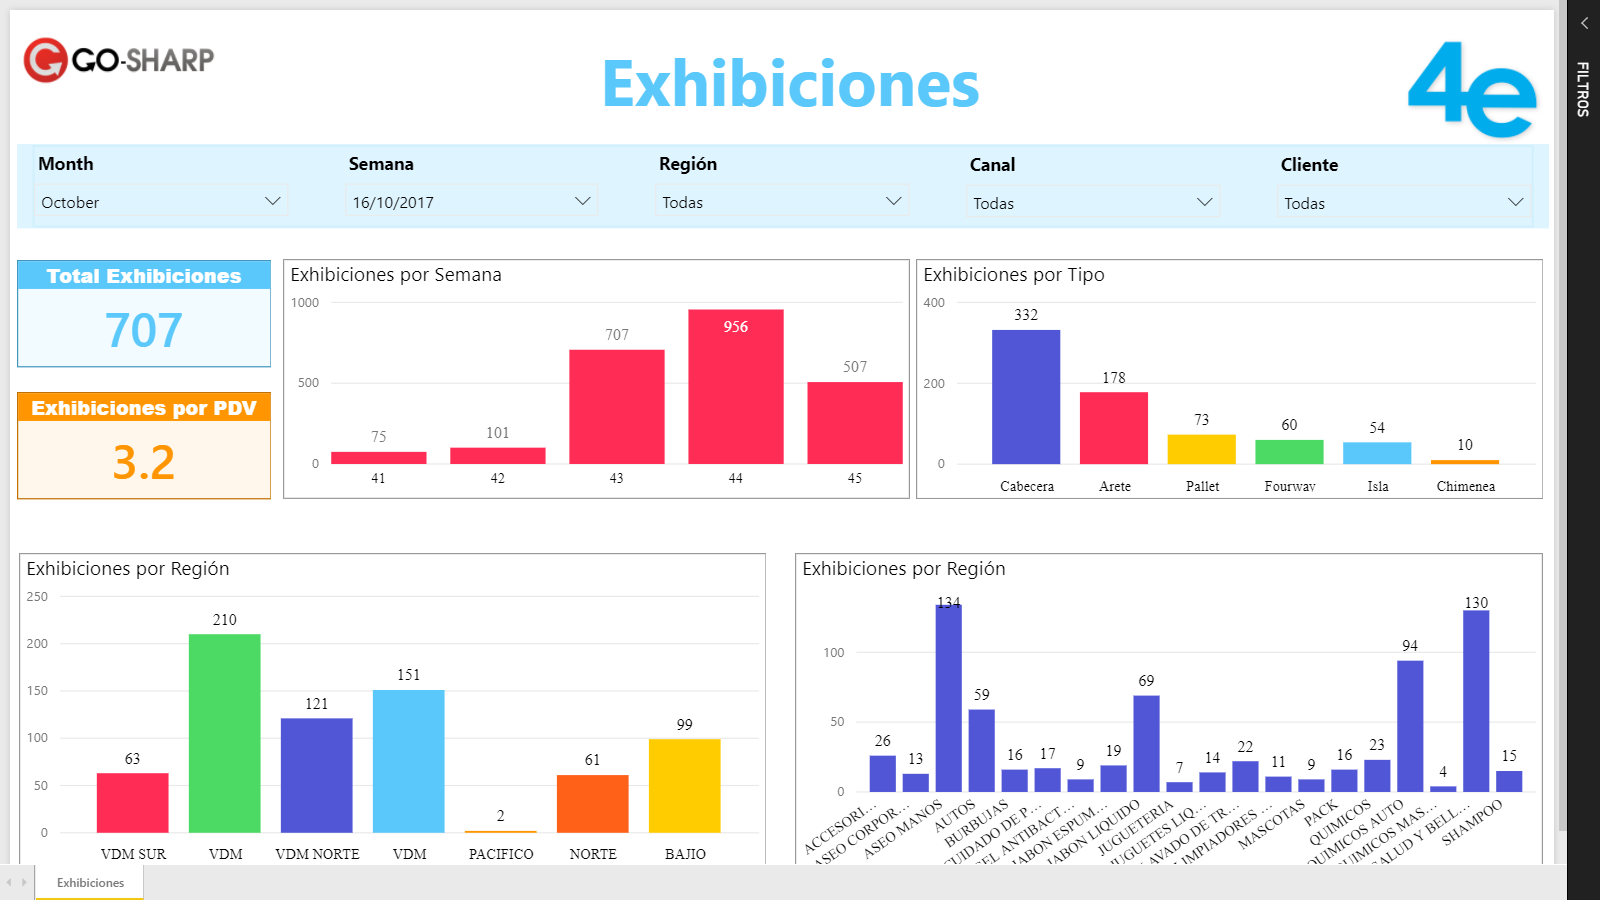 GO-SHARP
Exhibiciones
4e
FILTROS
Month
Semana
Región
Canal
Cliente
October
16/10/2017
Todas
Todas
Todas
Total Exhibiciones
707
Exhibiciones por PDV
3.2
Exhibiciones por Semana
1000
500
0
75
101
707
956
507
41
42
43
44
45
Exhibiciones por Tipo
400
200
0
332
178
73
60
54
10
Cabecera
Arete
Pallet
Fourway
Isla
Chimenea
Exhibiciones por Región
250
200
150
100
50
0
63
210
121
151
2
61
99
VDM SUR
VDM
VDM NORTE
VDM
PACIFICO
NORTE
BAJIO
Exhibiciones por Región
100
50
0
26
13
134
59
16
17
9
19
69
7
14
22
11
9
16
23
94
4
130
15
ACCESORI...
ASEO CORPOR...
ASEO MANOS
AUTOS
BURBUJAS
CUIDADO DE P...
GEL ANTIBACT...
JABON ESPUM...
JABON LIQUIDO
JUGUETERIA
JUGUETES LIQ...
LAVADO DE TR...
LIMPIADORES ...
MASCOTAS
PACK
QUIMICOS
QUIMICOS AUTO
QUIMICOS MAS...
SALUD Y BELL...
SHAMPOO
Exhibiciones